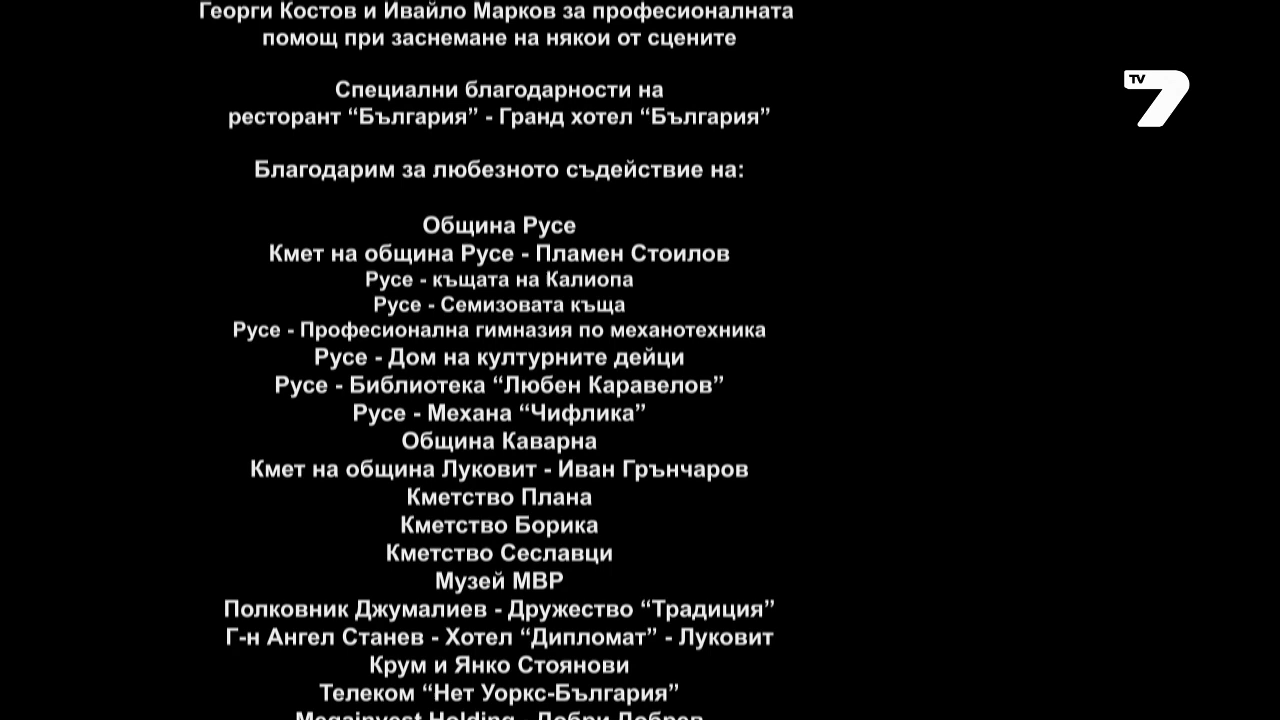 Георги Костов и Ивайло Марков за професионалната
помощ при заснемане на някои от сцените
Специални благодарности на
ресторант “България” - Гранд хотел “България”
Благодарим за любезното съдействие на:
Община Русе
Кмет на община Русе - Пламен Стоилов
Русе - къщата на Калиопа
Русе - Семизовата къща
Русе - Професионална гимназия по механотехника
Русе - Дом на културните дейци
Русе - Библиотека “Любен Каравелов”
Русе - Механа “Чифлика”
Община Каварна
Кмет на община Луковит - Иван Грънчаров
Кметство Плана
Кметство Борика
Кметство Сеславци
Музей МВР
Полковник Джумалиев - Дружество “Традиция”
Г-н Ангел Станев - Хотел “Дипломат” - Луковит
Крум и Янко Стоянови
Телеком “Нет Уоркс-България”
Megainvest Holding - Добри Добрев
TV 7